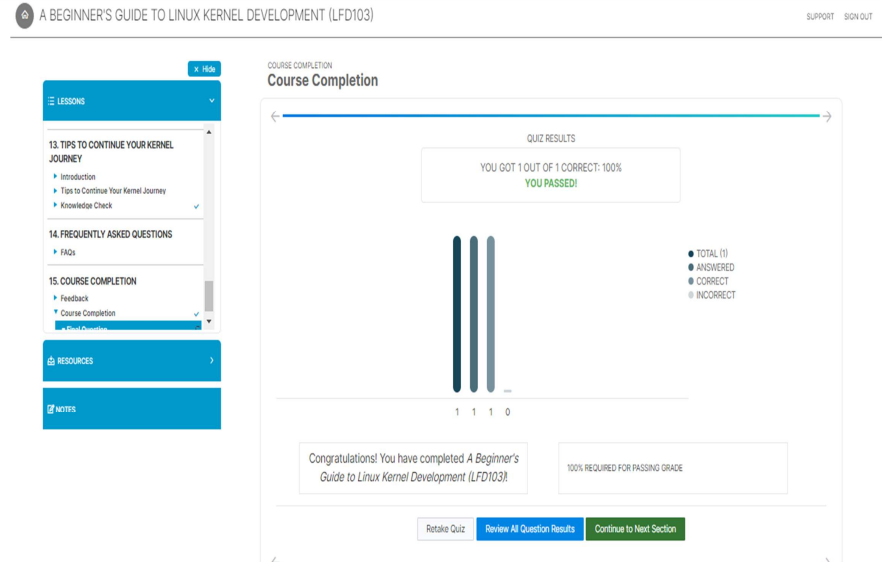 A BEGINNER'S GUIDE TO LINUX KERNEL DEVELOPMENT (LFD103)
SUPPORT SIGN OUT
× Hide
LESSONS
13. TIPS TO CONTINUE YOUR KERNEL
JOURNEY
Introduction
Tips to Continue Your Kernel Journey
Knowledge Check
14. FREQUENTLY ASKED QUESTIONS
FAQs
15. COURSE COMPLETION
Feedback
Course Completion
Final Question
RESOURCES
NOTES
COURSE COMPLETION
Course Completion
QUIZ RESULTS
YOU GOT 1 OUT OF 1 CORRECT: 100%
YOU PASSED!
TOTAL (1)
ANSWERED
CORRECT
INCORRECT
1 1 1 0
Congratulations! You have completed A Beginner's
Guide to Linux Kernel Development (LFD103)!
100% REQUIRED FOR PASSING GRADE
Retake Quiz Review All Question Results Continue to Next Section